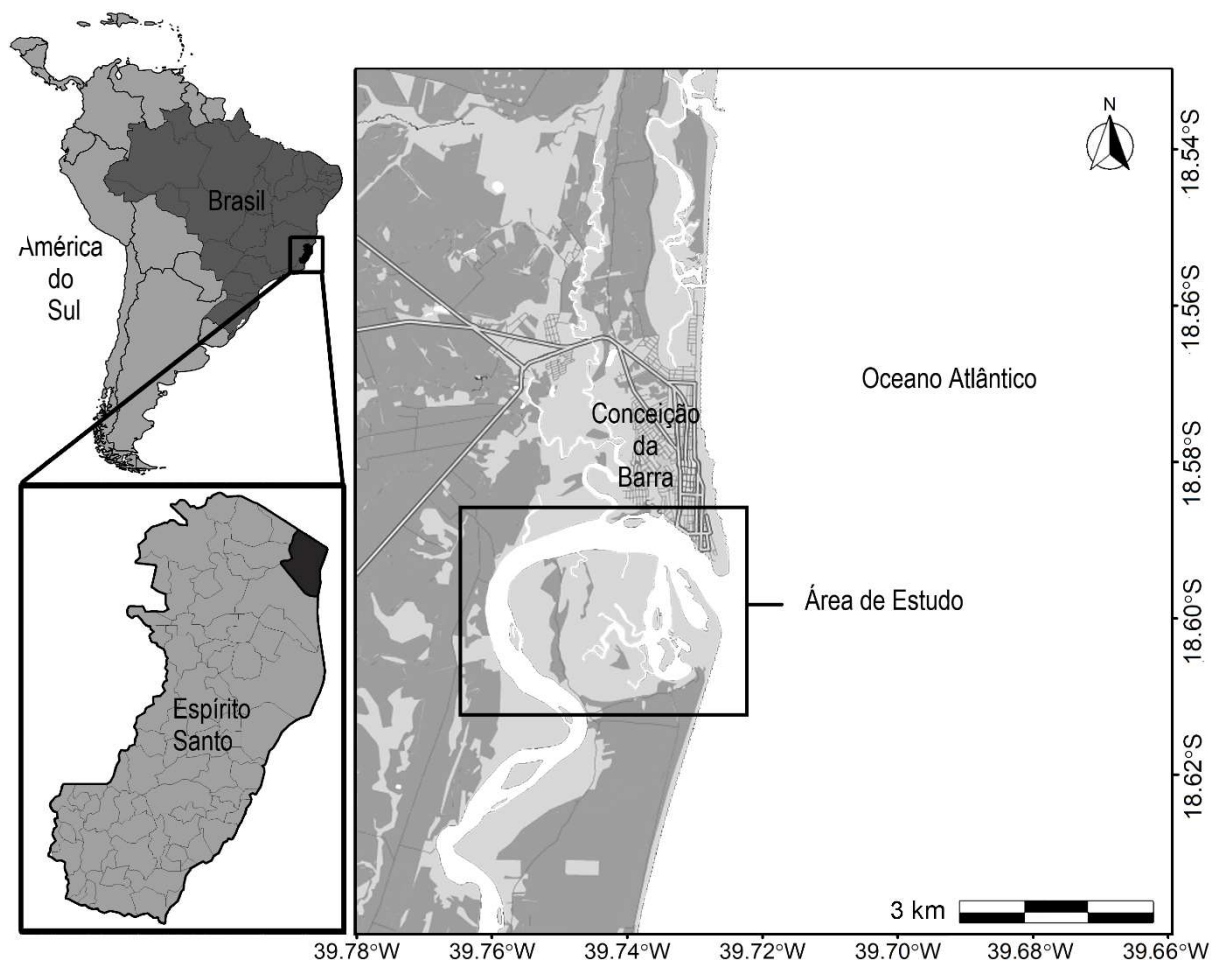 Brasil
América
do
Sul
Espírito
Santo
N
Conceição
da
Barra
Oceano Atlântico
Área de Estudo
3 km
18.54°S
18.56°S
18.58°S
18.60°S
18.62°S
39.78°W
39.76°W
39.74°W
39.72°W
39.70°W
39.68°W
39.66°W